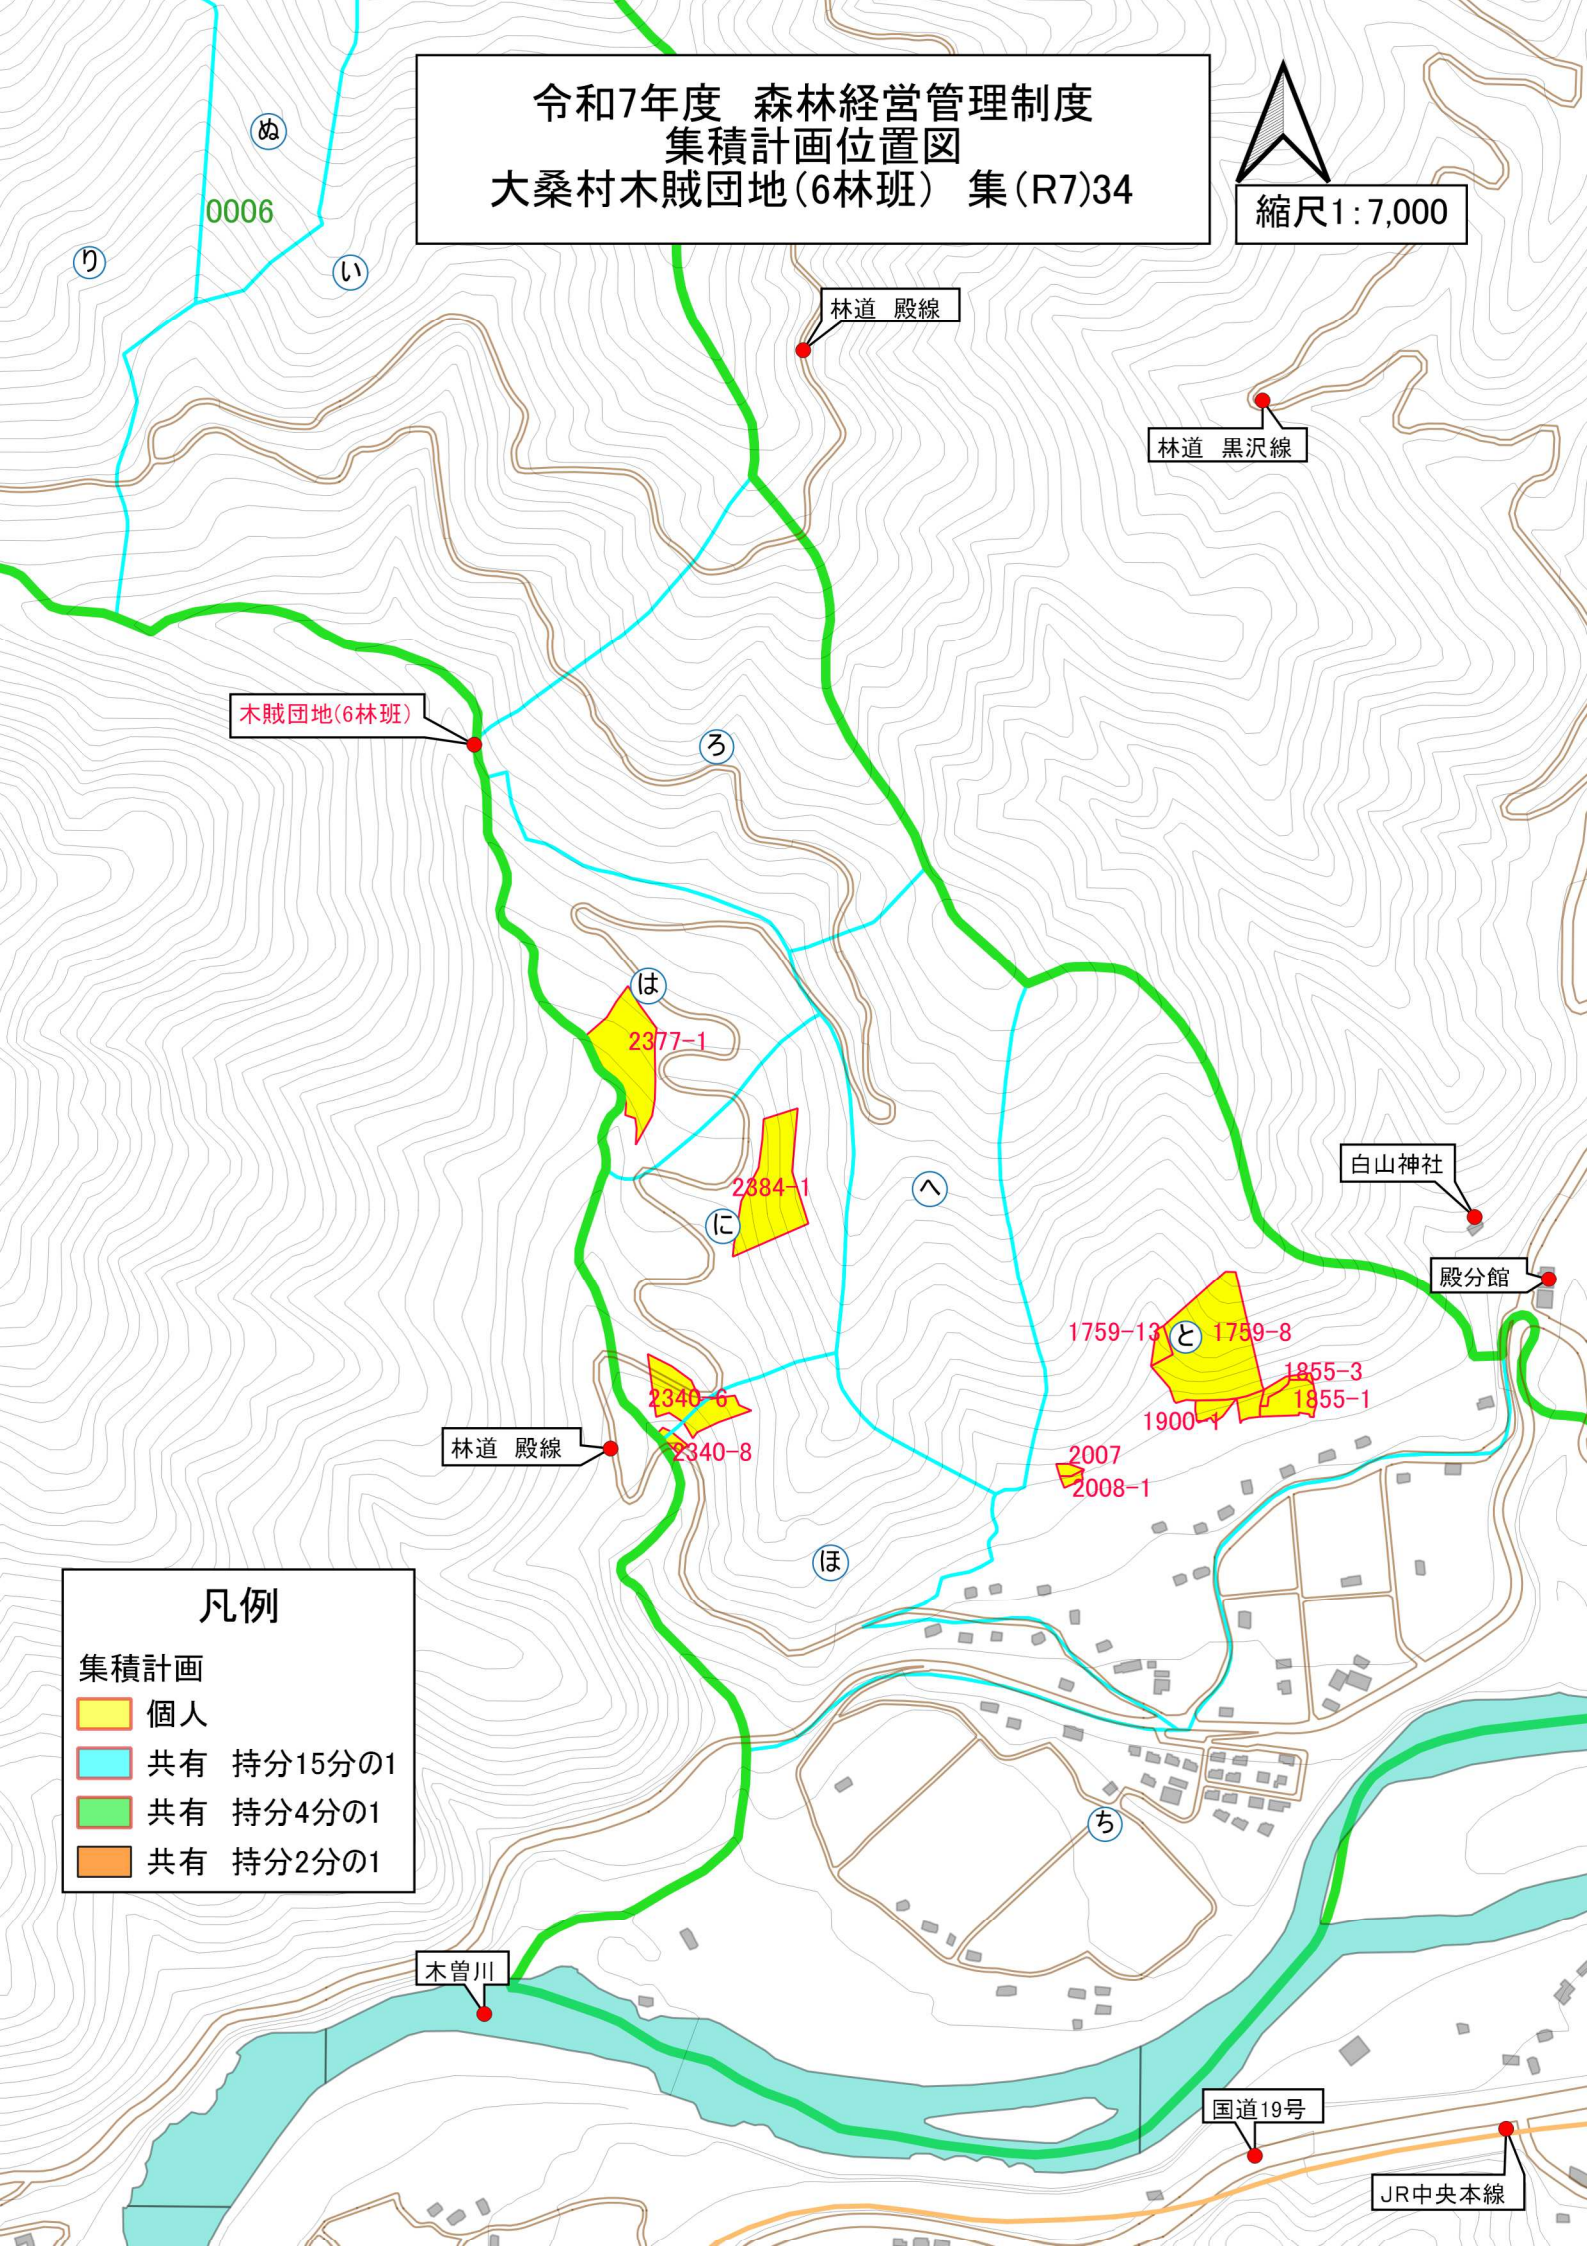 令和7年度　森林経営管理制度
集積計画位置図
大桑村木賊団地(6林班)　集(R7)34
縮尺1:7,000
ぬ
0006
り
い
林道　殿線
林道　黒沢線
木賊団地(6林班)
ろ
は
2377-1
2384-1
に
へ
白山神社
殿分館
1759-13
と
1759-8
1855-3
1855-1
1900-1
2340-6
2340-8
林道　殿線
2007
2008-1
ほ
凡例
集積計画
個人
共有　持分15分の1
共有　持分4分の1
共有　持分2分の1
ち
木曽川
国道19号
JR中央本線